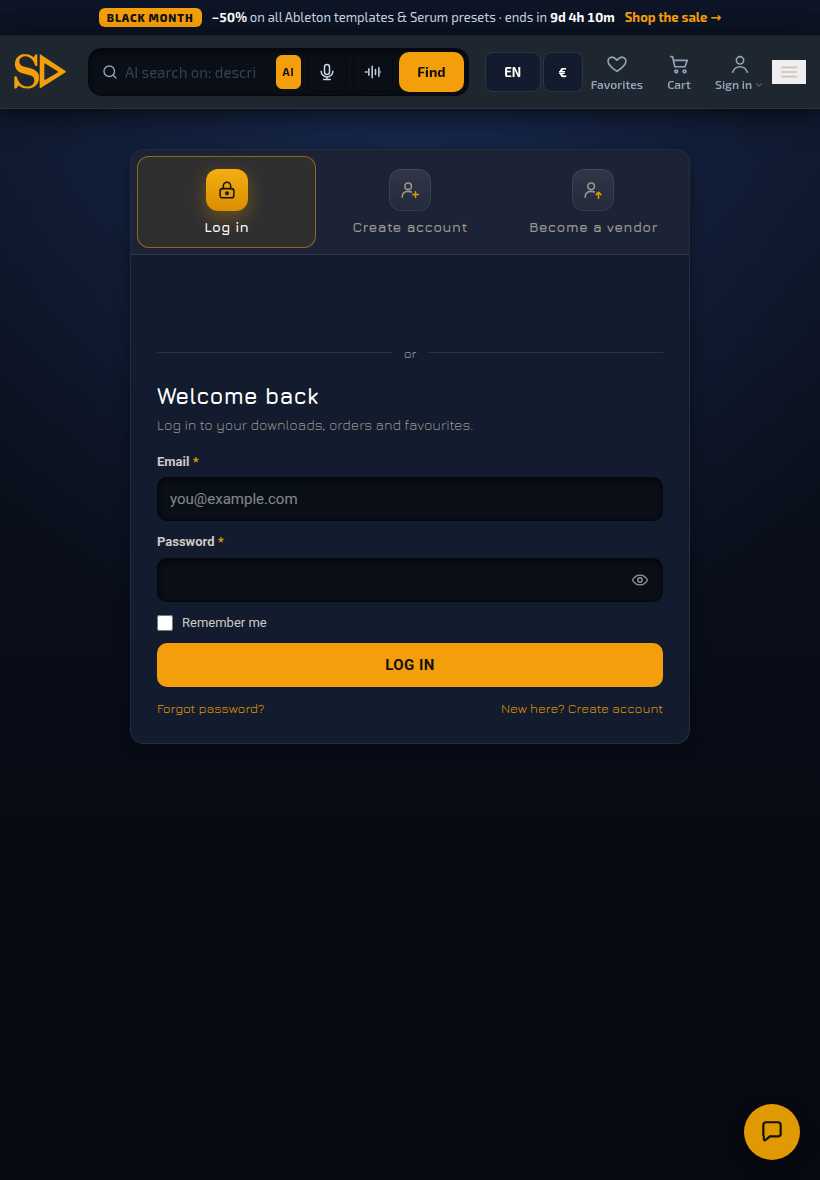 BLACK MONTH −50% on all Ableton templates & Serum presets · ends in 9d 4h 10m Shop the sale →
SD AI search on: descri AI Find EN € Favorites Cart Sign in
Log in Create account Become a vendor
or
Welcome back
Log in to your downloads, orders and favourites.
Email *
you@example.com
Password *
Remember me
LOG IN
Forgot password? New here? Create account